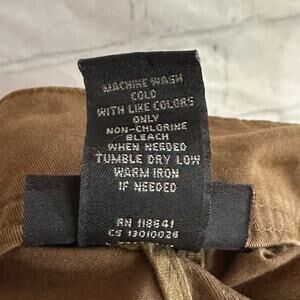 MACHINE WASH
COLD
WITH LIKE COLORS
ONLY
NON-CHLORINE
BLEACH
WHEN NEEDED
TUMBLE DRY LOW
WARM IRON
IF NEEDED
RN 118641
CS 13010026